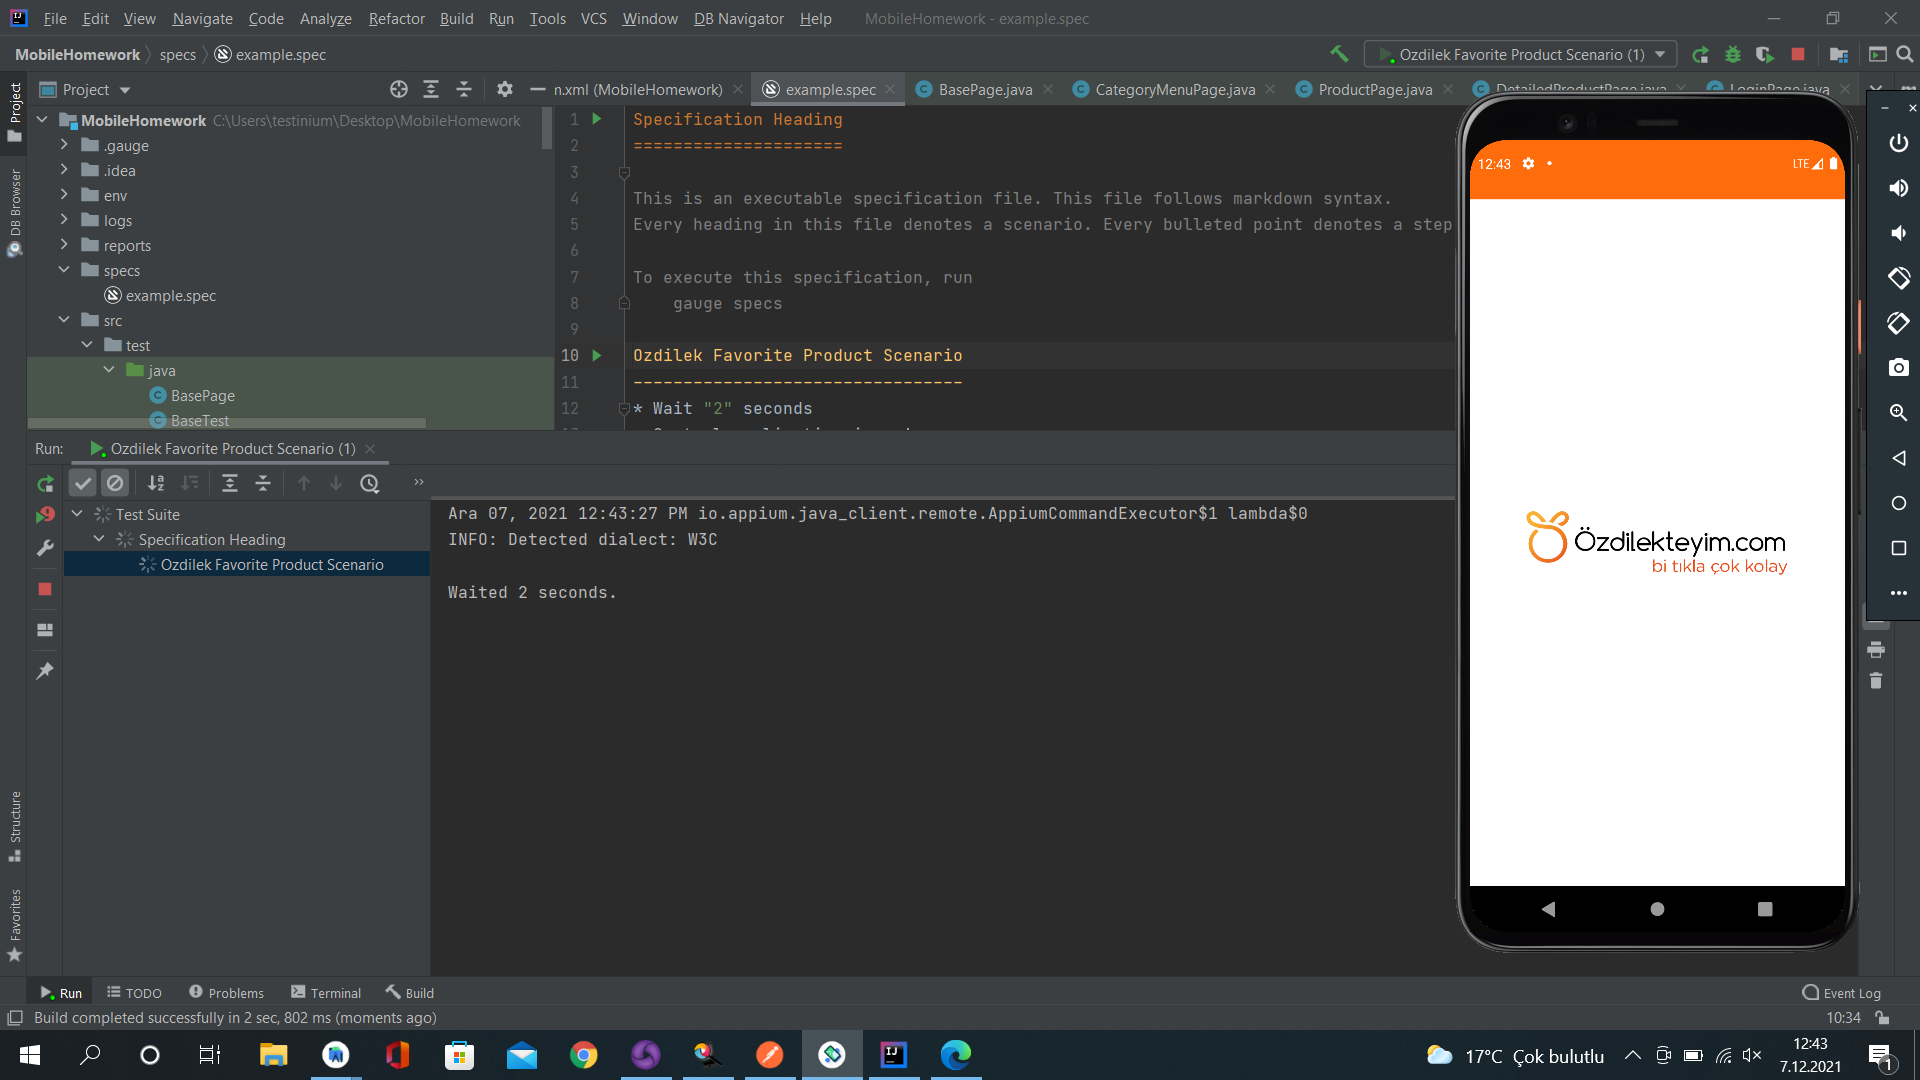 File Edit View Navigate Code Analyze Refactor Build Run Tools VCS Window DB Navigator Help MobileHomework - example.spec
MobileHomework specs example.spec
Ozdilek Favorite Product Scenario (1)
Project
n.xml (MobileHomework) example.spec BasePage.java CategoryMenuPage.java ProductPage.java DetailedProductPage.java LoginPage.java
Project
DB Browser
MobileHomework C:\Users\testinium\Desktop\MobileHomework
.gauge
.idea
env
logs
reports
specs
example.spec
src
test
java
BasePage
BaseTest
1 Specification Heading
2 =====================
3
4 This is an executable specification file. This file follows markdown syntax.
5 Every heading in this file denotes a scenario. Every bulleted point denotes a step
6
7 To execute this specification, run
8 gauge specs
9
10 Ozdilek Favorite Product Scenario
11 ---------------------------------
12 * Wait "2" seconds
12:43 LTE
Özdilekteyim.com
bi tıkla çok kolay
Run: Ozdilek Favorite Product Scenario (1)
Test Suite
Specification Heading
Ozdilek Favorite Product Scenario
Ara 07, 2021 12:43:27 PM io.appium.java_client.remote.AppiumCommandExecutor$1 lambda$0
INFO: Detected dialect: W3C
Waited 2 seconds.
Structure
Favorites
Run TODO Problems Terminal Build Event Log
Build completed successfully in 2 sec, 802 ms (moments ago) 10:34
17°C Çok bulutlu
12:43
7.12.2021
1